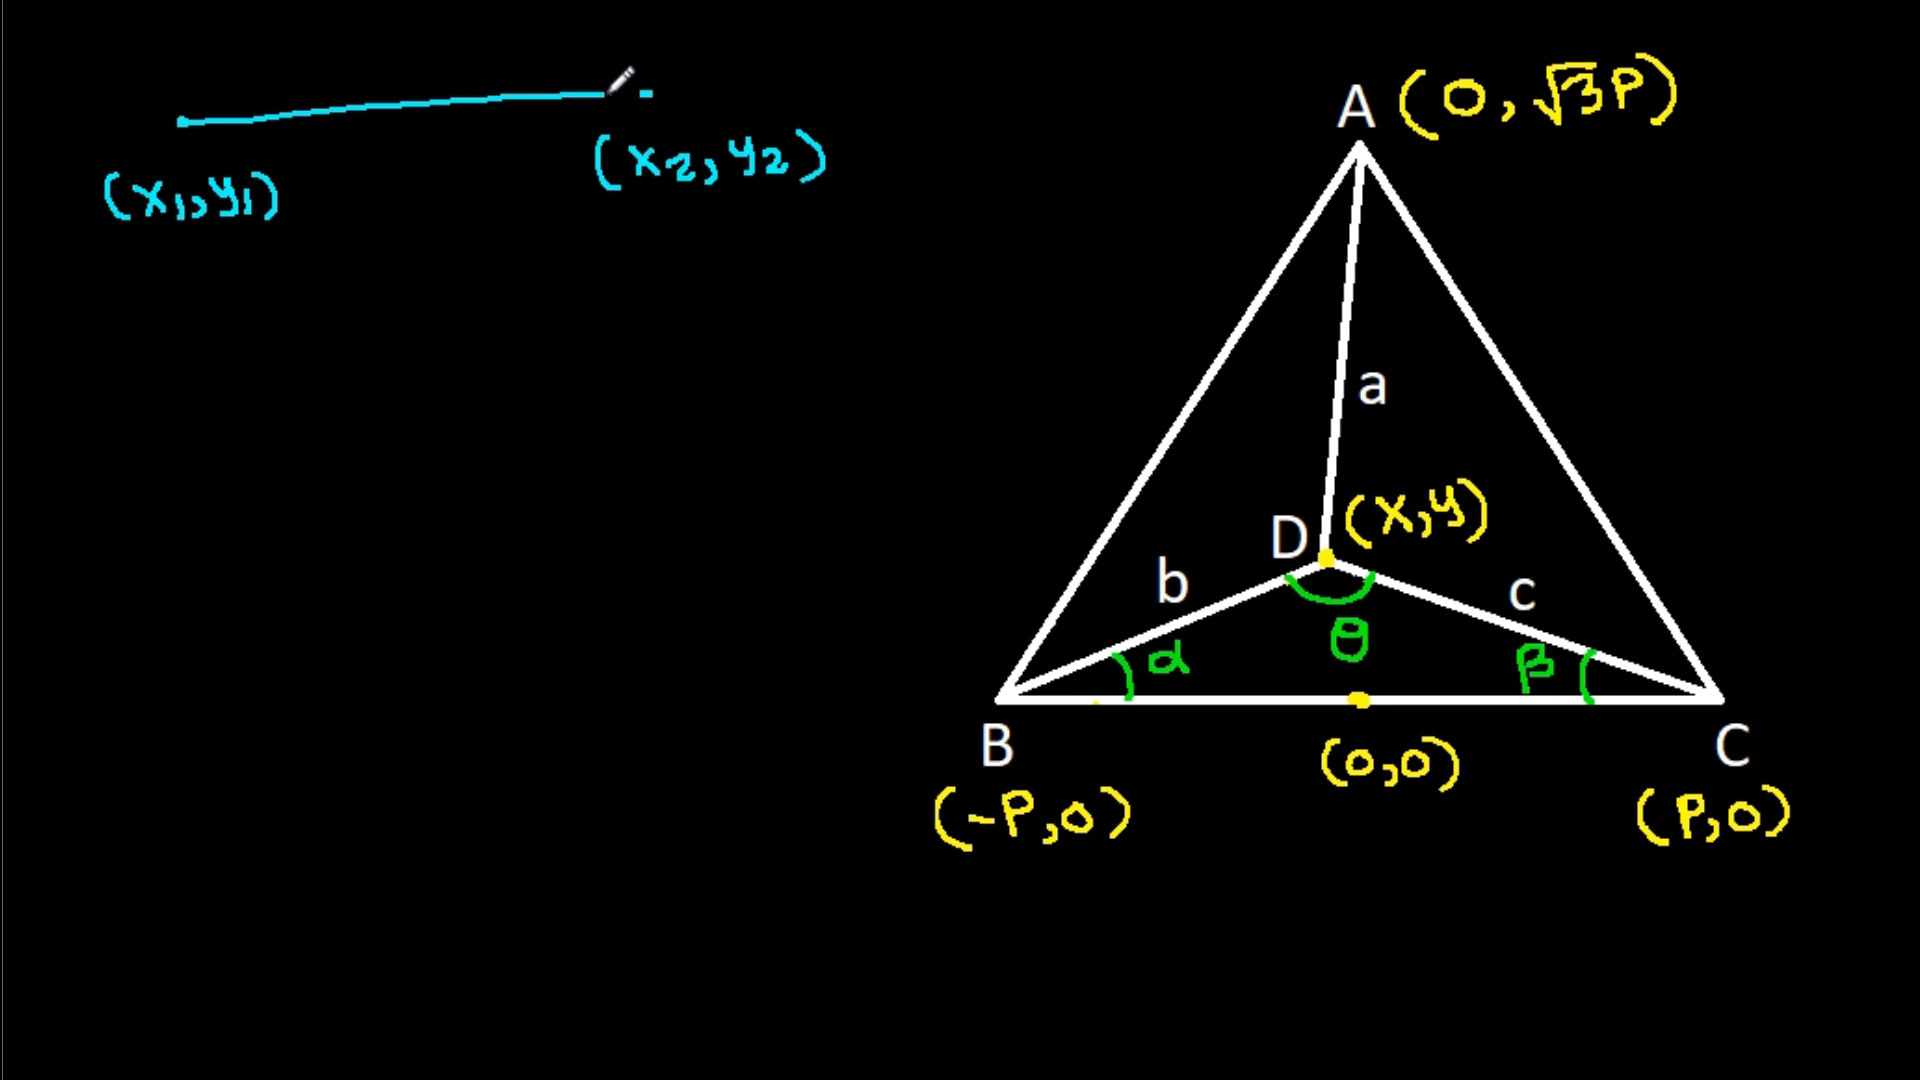 (x₁,y₁)
(x₂,y₂)
A (0,√3P)
a
D (x,y)
b
c
θ
α
β
B
C
(0,0)
(-P,0)
(P,0)